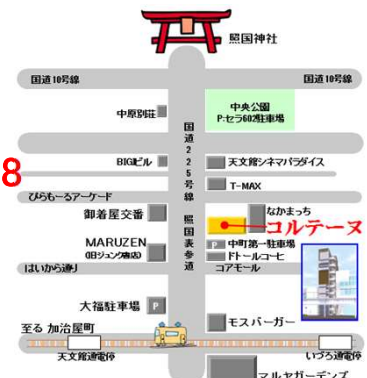 照国神社
国道10号線
国道10号線
中原別荘
中央公園
P:セラ602駐車場
国道225号線
BIGビル
天文館シネマパラダイス
8
T-MAX
ぴらもーるアーケード
御着屋交番
なかまっち
コルテーヌ
照国表参道
MARUZEN
(旧ジュンク書店)
P 中町第一駐車場
ドトールコーヒ
はいから通り
コアモール
大福駐車場 P
モスバーガー
至る 加治屋町
天文館通電停
いづろ通電停
マルヤガーデンズ